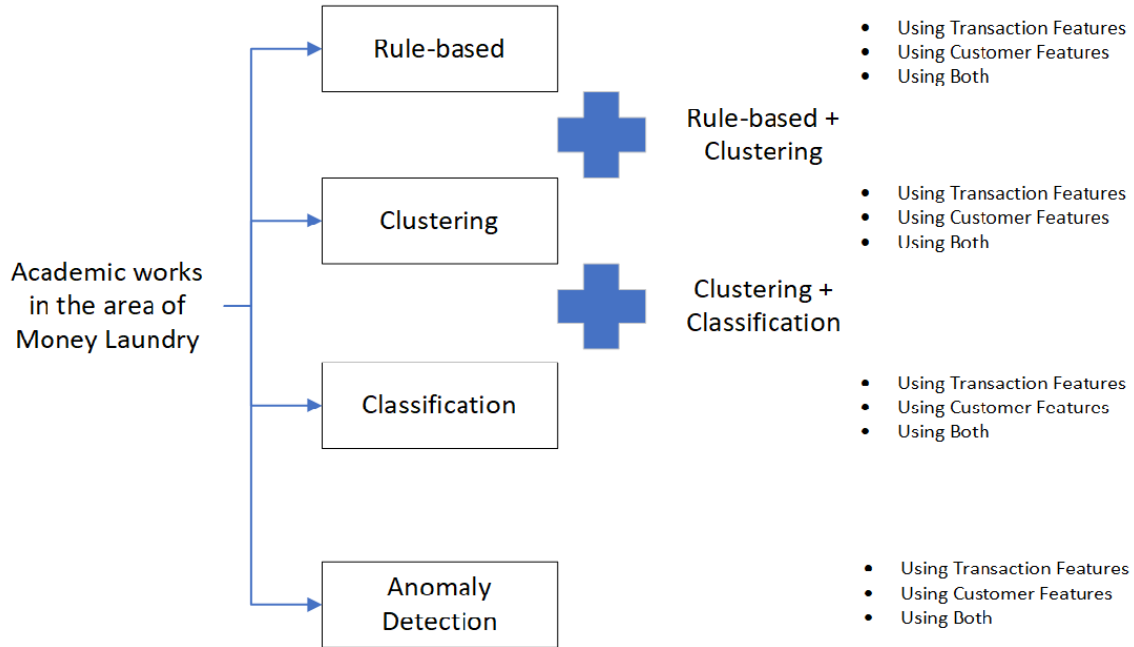 Academic works
in the area of
Money Laundry
Rule-based
• Using Transaction Features
• Using Customer Features
• Using Both
Rule-based +
Clustering
Clustering
• Using Transaction Features
• Using Customer Features
• Using Both
Clustering +
Classification
Classification
• Using Transaction Features
• Using Customer Features
• Using Both
Anomaly
Detection
• Using Transaction Features
• Using Customer Features
• Using Both